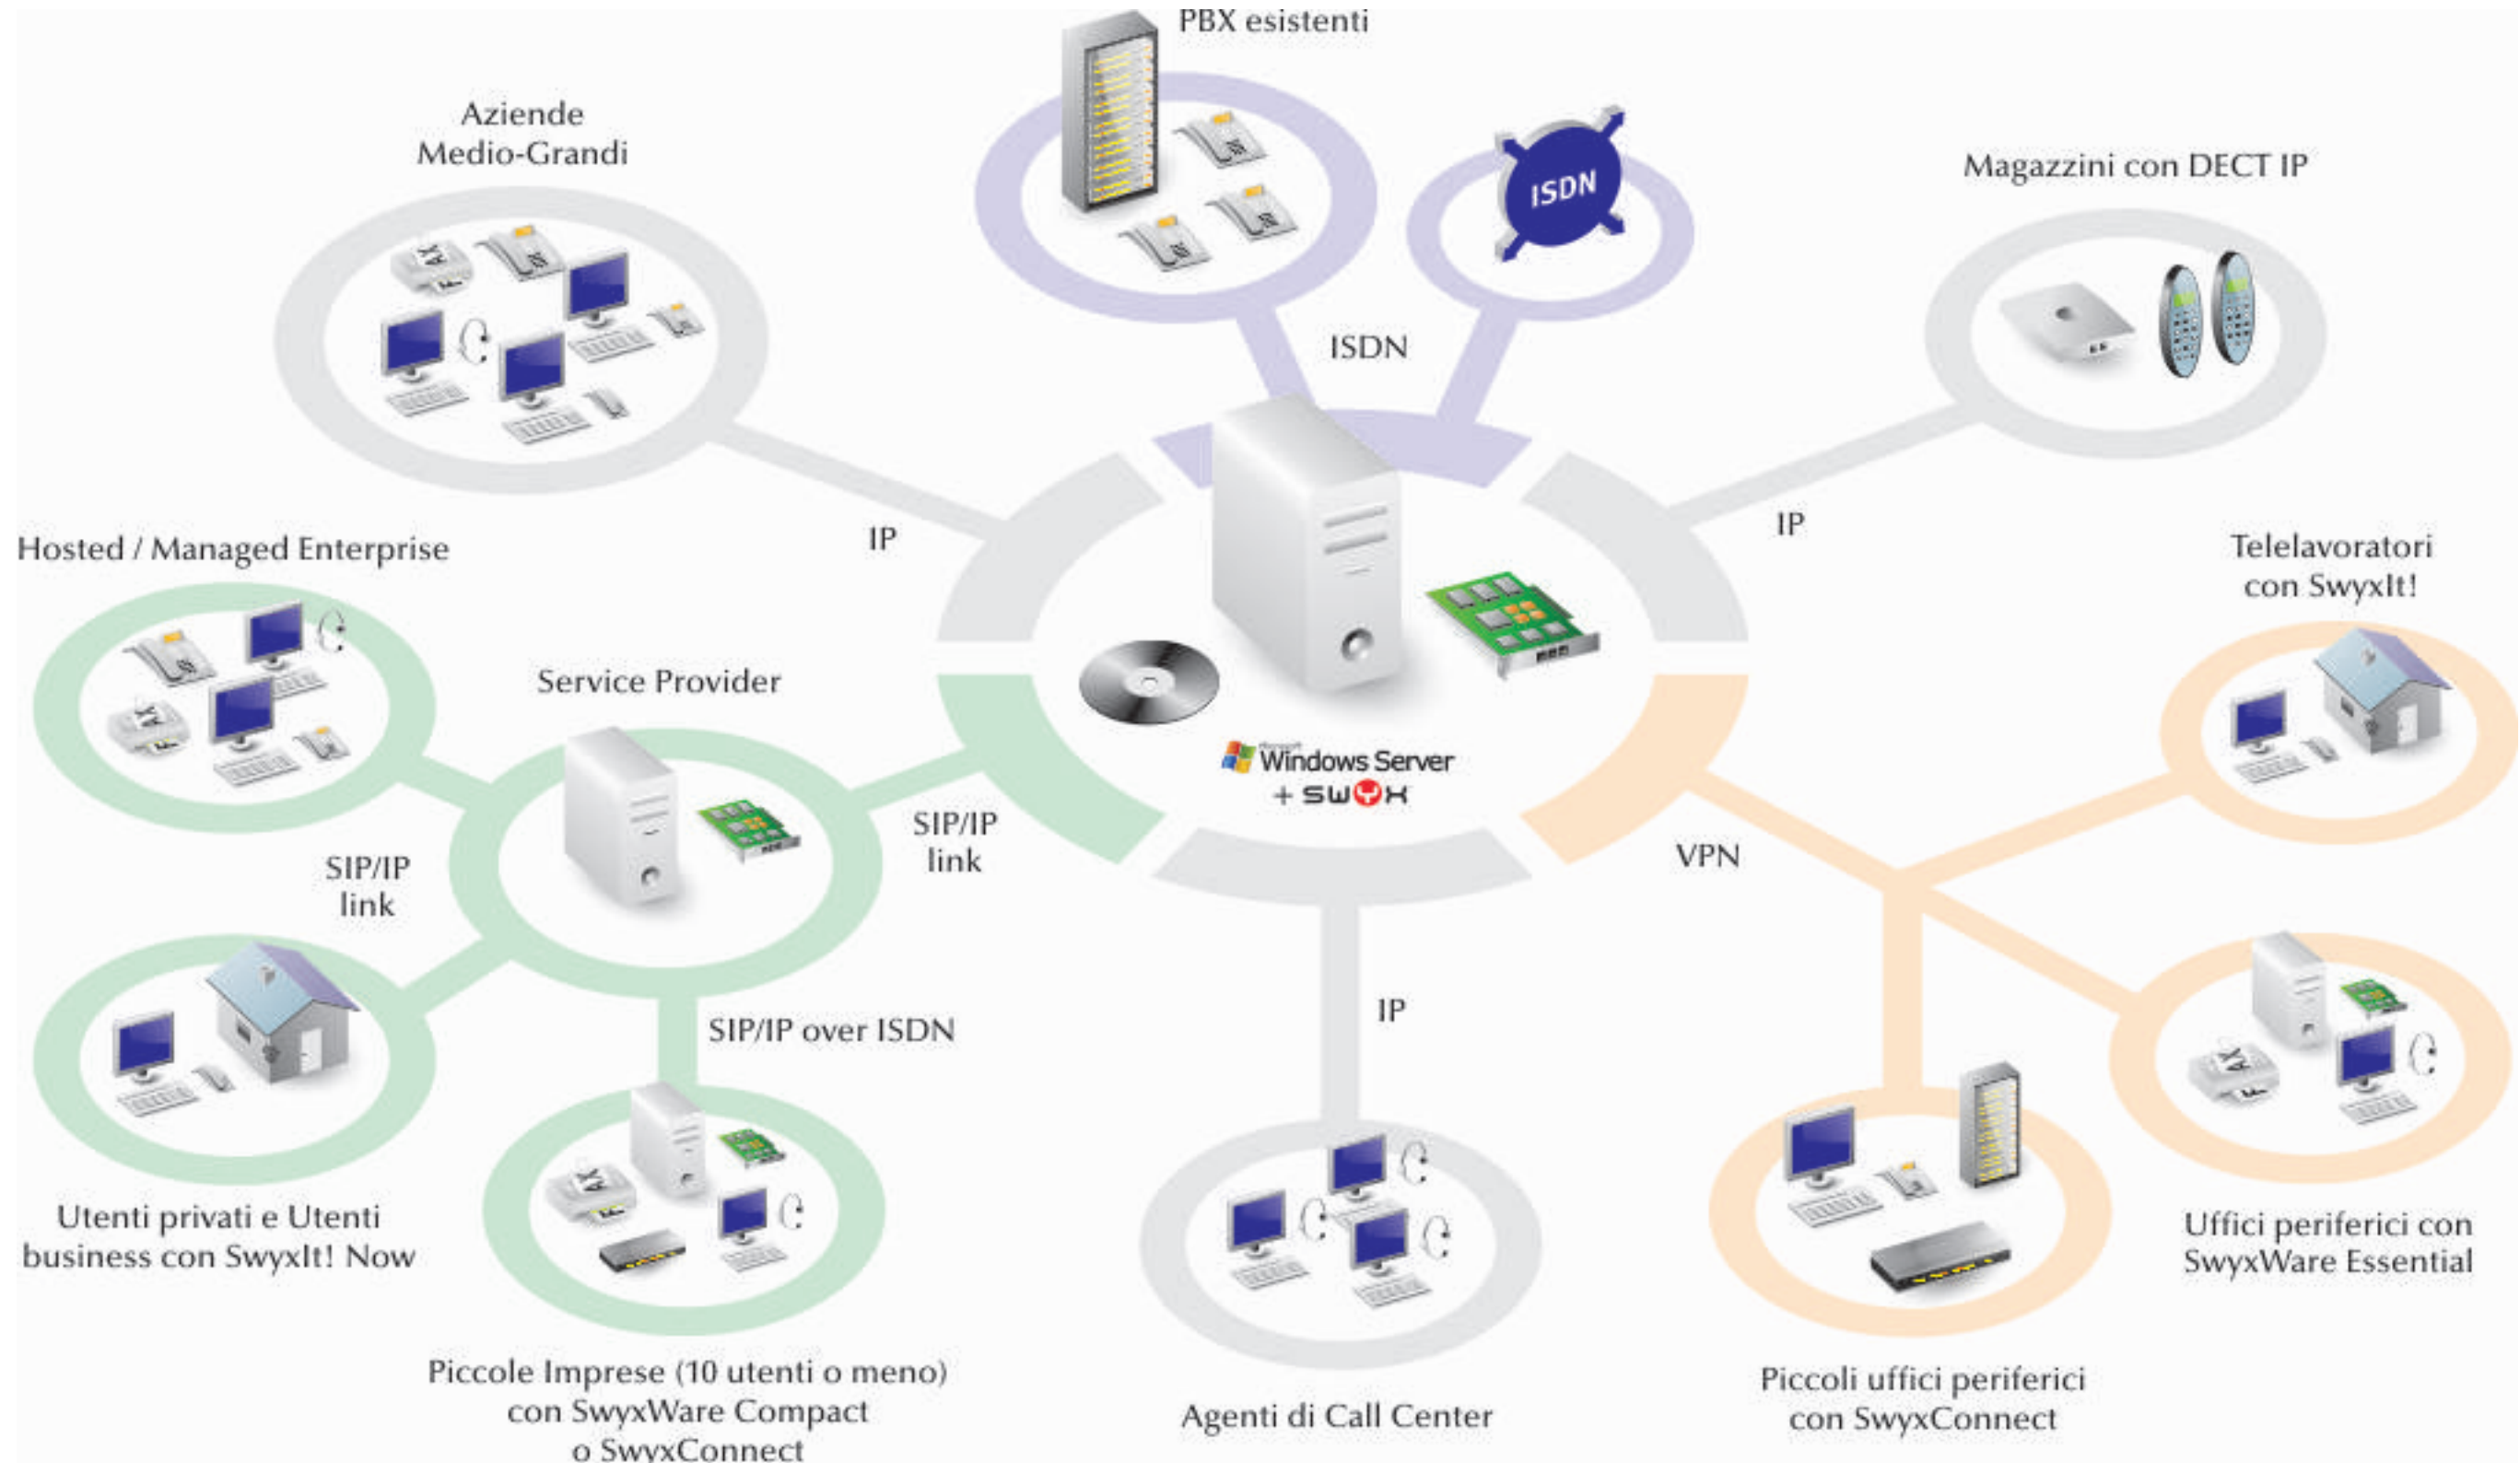 PBX esistenti
Aziende
Medio-Grandi
ISDN
Magazzini con DECT IP
ISDN
IP
IP
Hosted / Managed Enterprise
Telelavoratori
con SwyxIt!
Service Provider
Microsoft
Windows Server
+ swyx
SIP/IP
link
SIP/IP
link
VPN
IP
SIP/IP over ISDN
Utenti privati e Utenti
business con SwyxIt! Now
Uffici periferici con
SwyxWare Essential
Piccole Imprese (10 utenti o meno)
con SwyxWare Compact
o SwyxConnect
Agenti di Call Center
Piccoli uffici periferici
con SwyxConnect